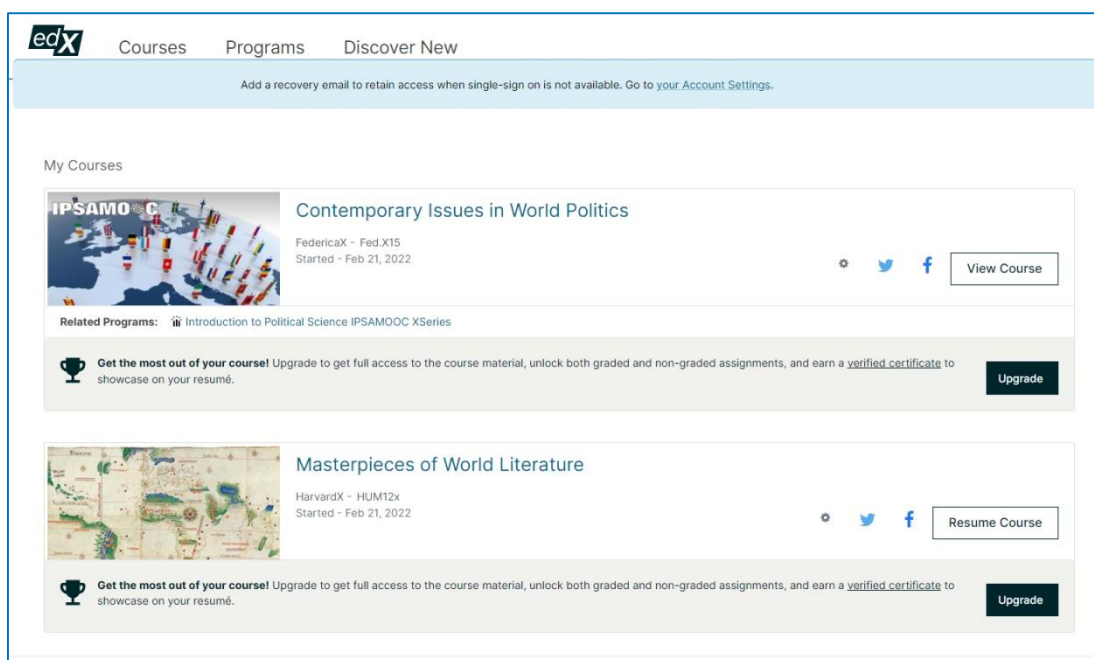 edX
Courses Programs Discover New
Add a recovery email to retain access when single-sign on is not available. Go to your Account Settings.
My Courses
IPSAMOOC
Contemporary Issues in World Politics
FedericaX - Fed.X15
Started - Feb 21, 2022
View Course
Related Programs: Introduction to Political Science IPSAMOOC XSeries
Get the most out of your course! Upgrade to get full access to the course material, unlock both graded and non-graded assignments, and earn a verified certificate to
showcase on your resumé.
Upgrade
Masterpieces of World Literature
HarvardX - HUM12x
Started - Feb 21, 2022
Resume Course
Get the most out of your course! Upgrade to get full access to the course material, unlock both graded and non-graded assignments, and earn a verified certificate to
showcase on your resumé.
Upgrade